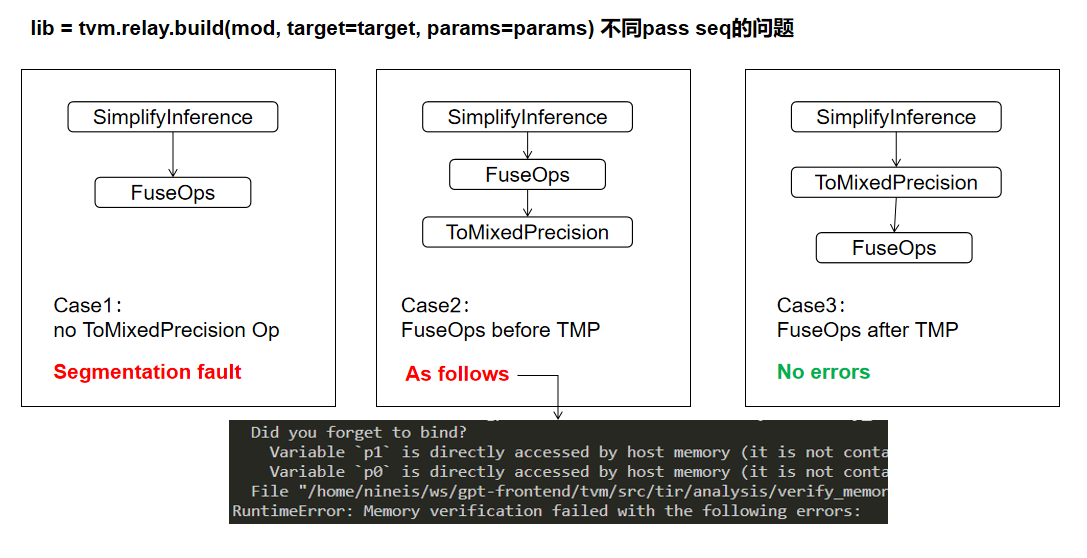 lib = tvm.relay.build(mod, target=target, params=params) 不同pass seq的问题
SimplifyInference
FuseOps
Case1：
no ToMixedPrecision Op
Segmentation fault
SimplifyInference
FuseOps
ToMixedPrecision
Case2：
FuseOps before TMP
As follows
SimplifyInference
ToMixedPrecision
FuseOps
Case3：
FuseOps after TMP
No errors
Did you forget to bind?
Variable `p1` is directly accessed by host memory (it is not conta
Variable `p0` is directly accessed by host memory (it is not conta
File "/home/nineis/ws/gpt-frontend/tvm/src/tir/analysis/verify_memor
RuntimeError: Memory verification failed with the following errors: